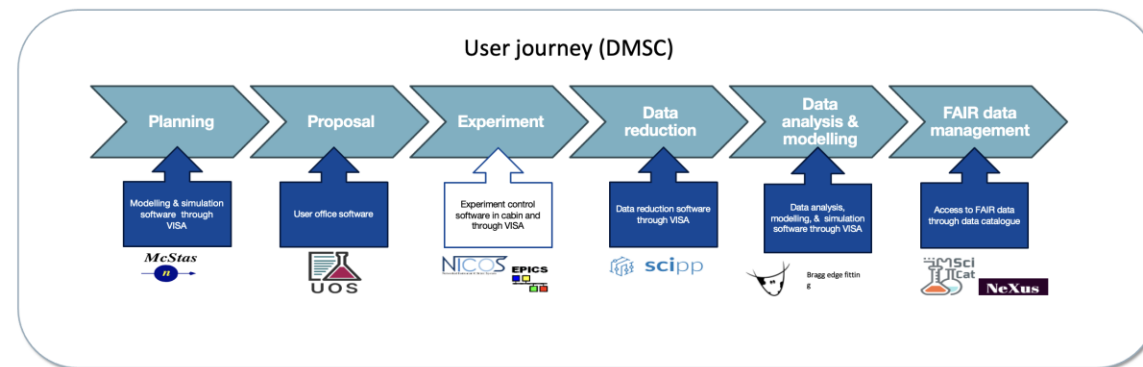 User journey (DMSC)
Planning
Proposal
Experiment
Data
reduction
Data
analysis &
modelling
FAIR data
management
Modelling & simulation
software through
VISA
User office software
Experiment control
software in cabin and
through VISA
Data reduction software
through VISA
Data analysis,
modelling, & simulation
software through VISA
Access to FAIR data
through data catalogue
McStas
n
UOS
NICOS
EPICS
scipp
Bragg edge fittin
g
Sci
Cat
NeXus